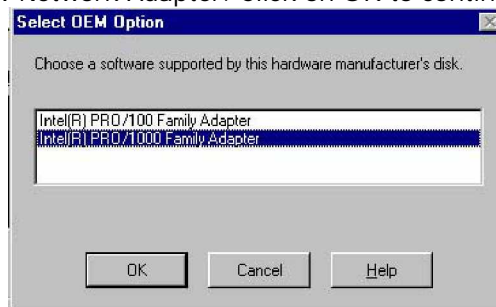 Network Adapter. Click on OK to contin
Select OEM Option
Choose a software supported by this hardware manufacturer's disk.
Intel(R) PRO/100 Family Adapter
Intel(R) PRO/1000 Family Adapter
OK
Cancel
Help